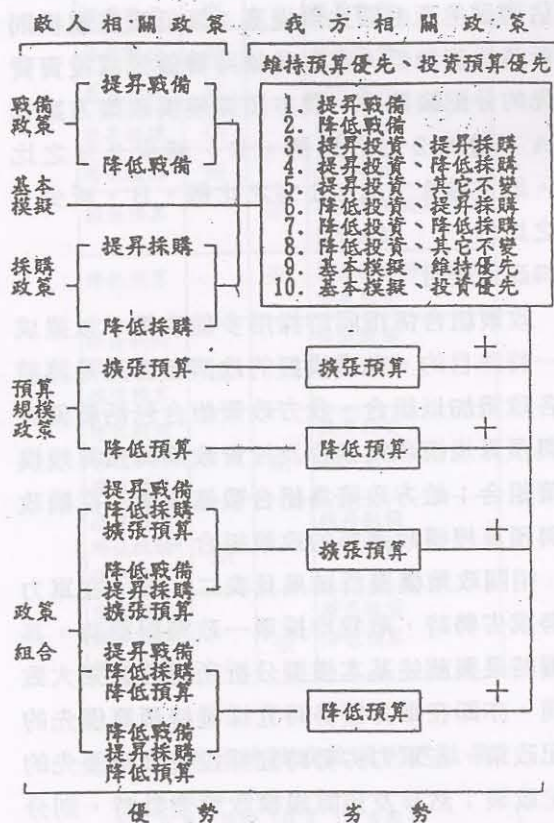 敵人相關政策
我方相關政策
維持預算優先、投資預算優先
戰備
政策
提昇戰備
降低戰備
基本
模擬
採購
政策
提昇採購
降低採購
1. 提昇戰備
2. 降低戰備
3. 提昇投資、提昇採購
4. 提昇投資、降低採購
5. 提昇投資、其它不變
6. 降低投資、提昇採購
7. 降低投資、降低採購
8. 降低投資、其它不變
9. 基本模擬、維持優先
10. 基本模擬、投資優先
預算
規模
政策
擴張預算
降低預算
擴張預算
+
降低預算
+
政策
組合
提昇戰備
降低採購
擴張預算
降低戰備
提昇採購
擴張預算
提昇戰備
降低採購
降低預算
降低戰備
提昇採購
降低預算
擴張預算
+
降低預算
+
優勢
劣勢